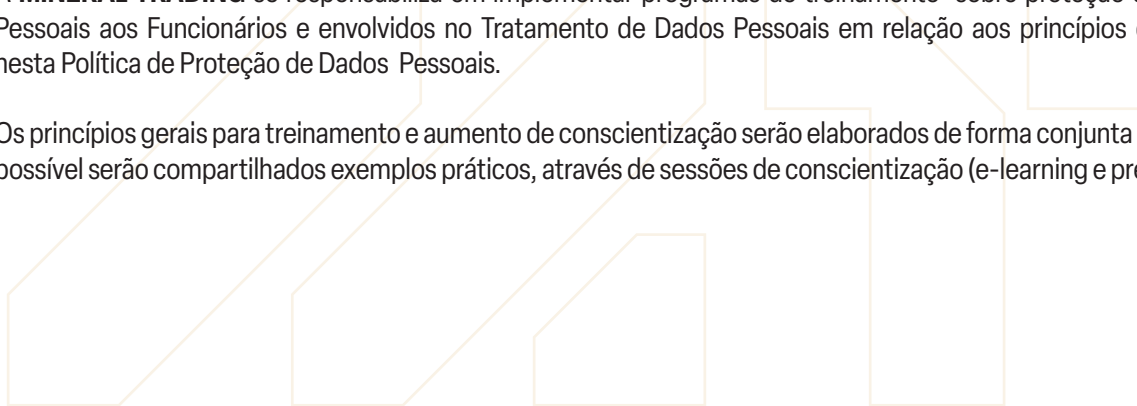 MINERAL TRADING se responsabiliza em implementar programas de treinamento sobre proteção
Pessoais aos Funcionários e envolvidos no Tratamento de Dados Pessoais em relação aos princípios
nesta Política de Proteção de Dados Pessoais.
Os princípios gerais para treinamento e aumento de conscientização serão elaborados de forma conjunta
possível serão compartilhados exemplos práticos, através de sessões de conscientização (e-learning e pre